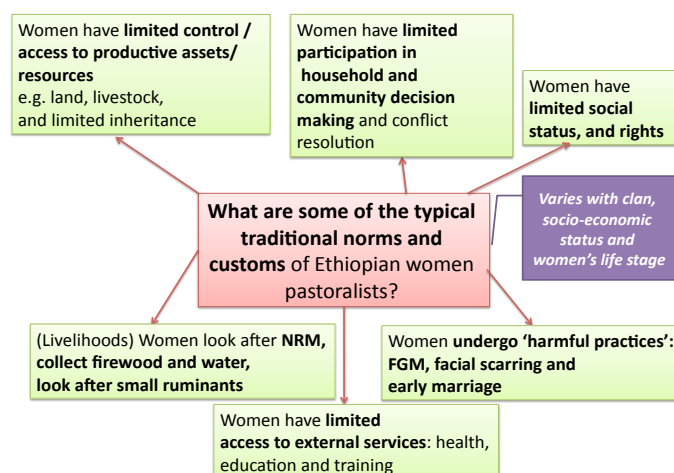 Women have limited control /
access to productive assets/
resources
e.g. land, livestock,
and limited inheritance
Women have limited
participation in
household and
community decision
making and conflict
resolution
Women have
limited social
status, and rights
What are some of the typical
traditional norms and
customs of Ethiopian women
pastoralists?
Varies with clan,
socio-economic
status and
women's life stage
(Livelihoods) Women look after NRM,
collect firewood and water,
look after small ruminants
Women undergo 'harmful practices':
FGM, facial scarring and
early marriage
Women have limited
access to external services: health,
education and training